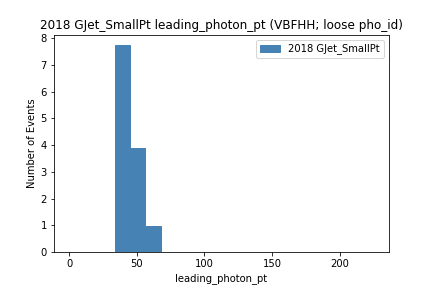 2018 GJet_SmallPt leading_photon_pt (VBFHH; loose pho_id)
2018 GJet_SmallPt
Number of Events
8
7
6
5
4
3
2
1
0
0 50 100 150 200
leading_photon_pt